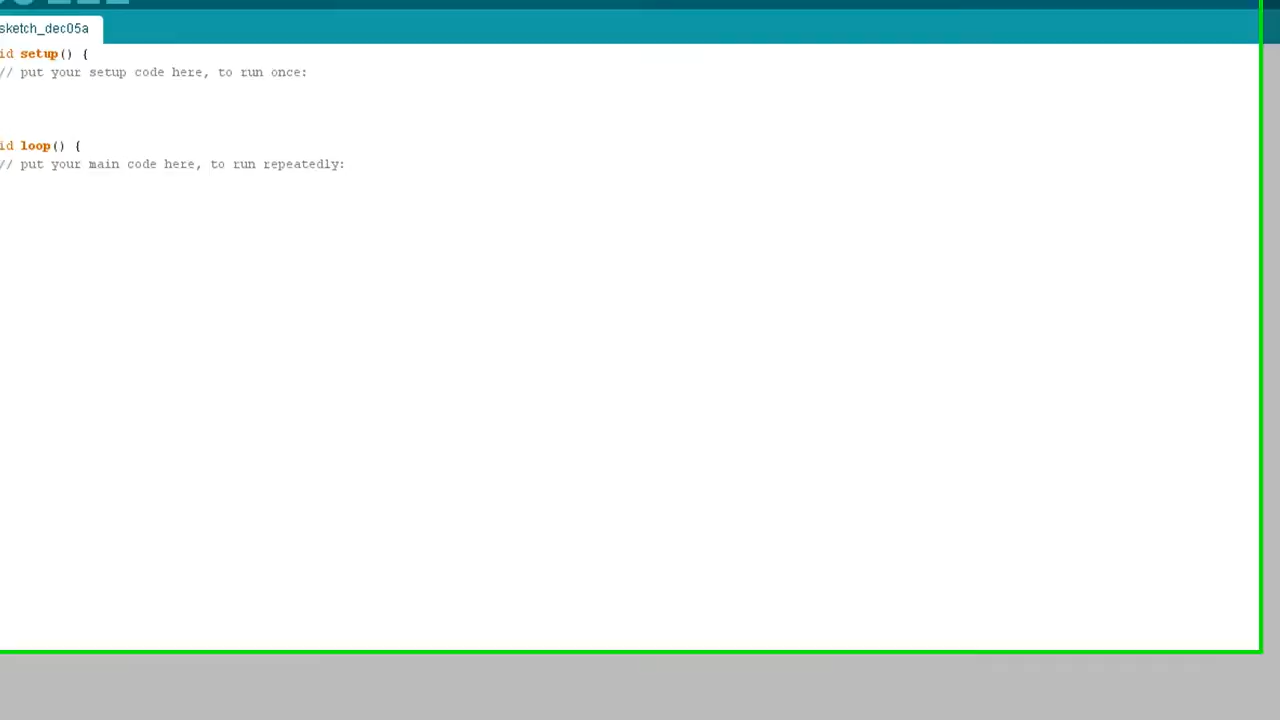 sketch_dec05a
id setup() {
// put your setup code here, to run once:
id loop() {
// put your main code here, to run repeatedly: